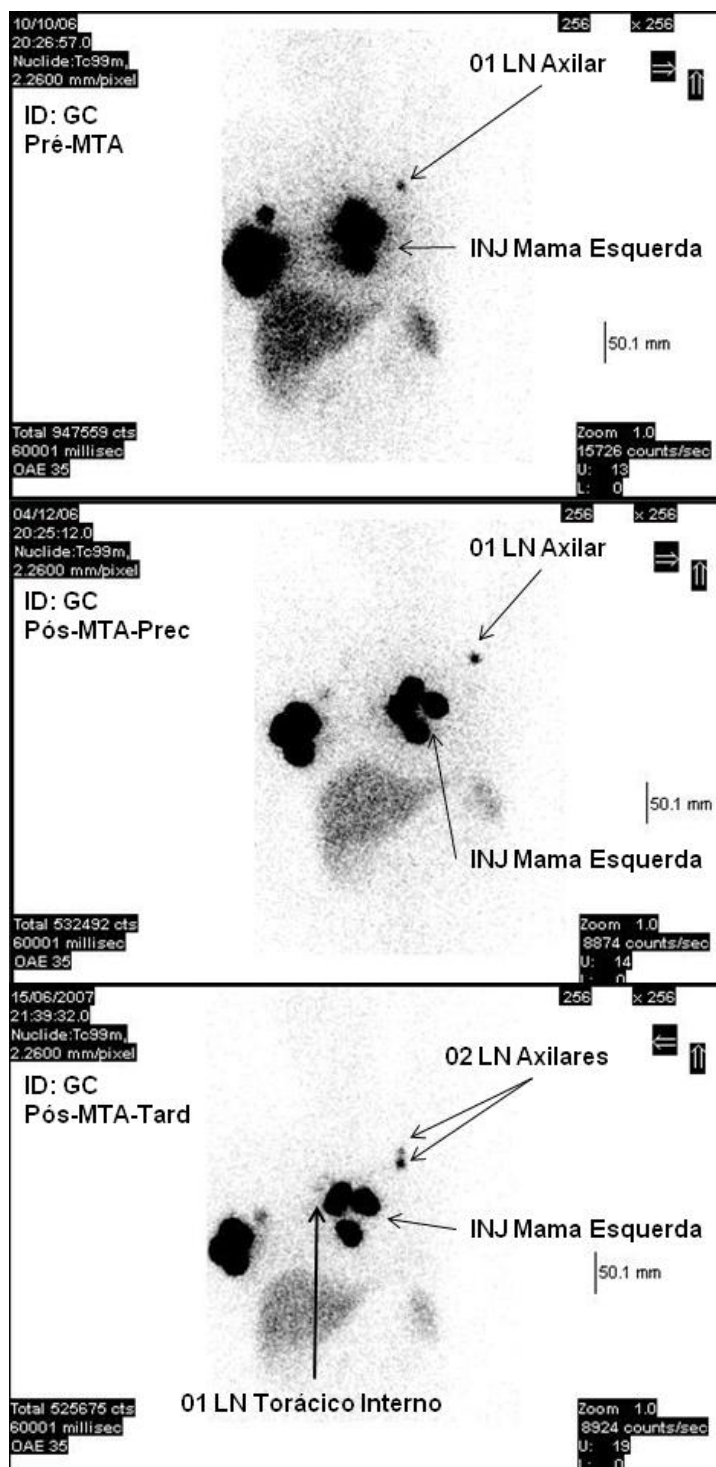 10/10/06
256 x 256
20:26:57.0
Nuclide:Tc99m,
2.2600 mm/pixel
01 LN Axilar
⇒ ⇑
ID: GC
Pré-MTA
INJ Mama Esquerda
50.1 mm
Total 947559 cts
60001 millisec
OAE 35
Zoom 1.0
15726 counts/sec
U: 13
L: 0
04/12/06
256 x 256
20:25:12.0
Nuclide:Tc99m,
2.2600 mm/pixel
01 LN Axilar
⇒ ⇑
ID: GC
Pós-MTA-Prec
50.1 mm
INJ Mama Esquerda
Total 532492 cts
60001 millisec
OAE 35
Zoom 1.0
8874 counts/sec
U: 14
L: 0
15/06/2007
256 x 256
21:39:32.0
Nuclide:Tc99m,
2.2600 mm/pixel
02 LN Axilares
⇐ ⇑
ID: GC
Pós-MTA-Tard
INJ Mama Esquerda
50.1 mm
01 LN Torácico Interno
Total 525675 cts
60001 millisec
OAE 35
Zoom 1.0
8924 counts/sec
U: 19
L: 0